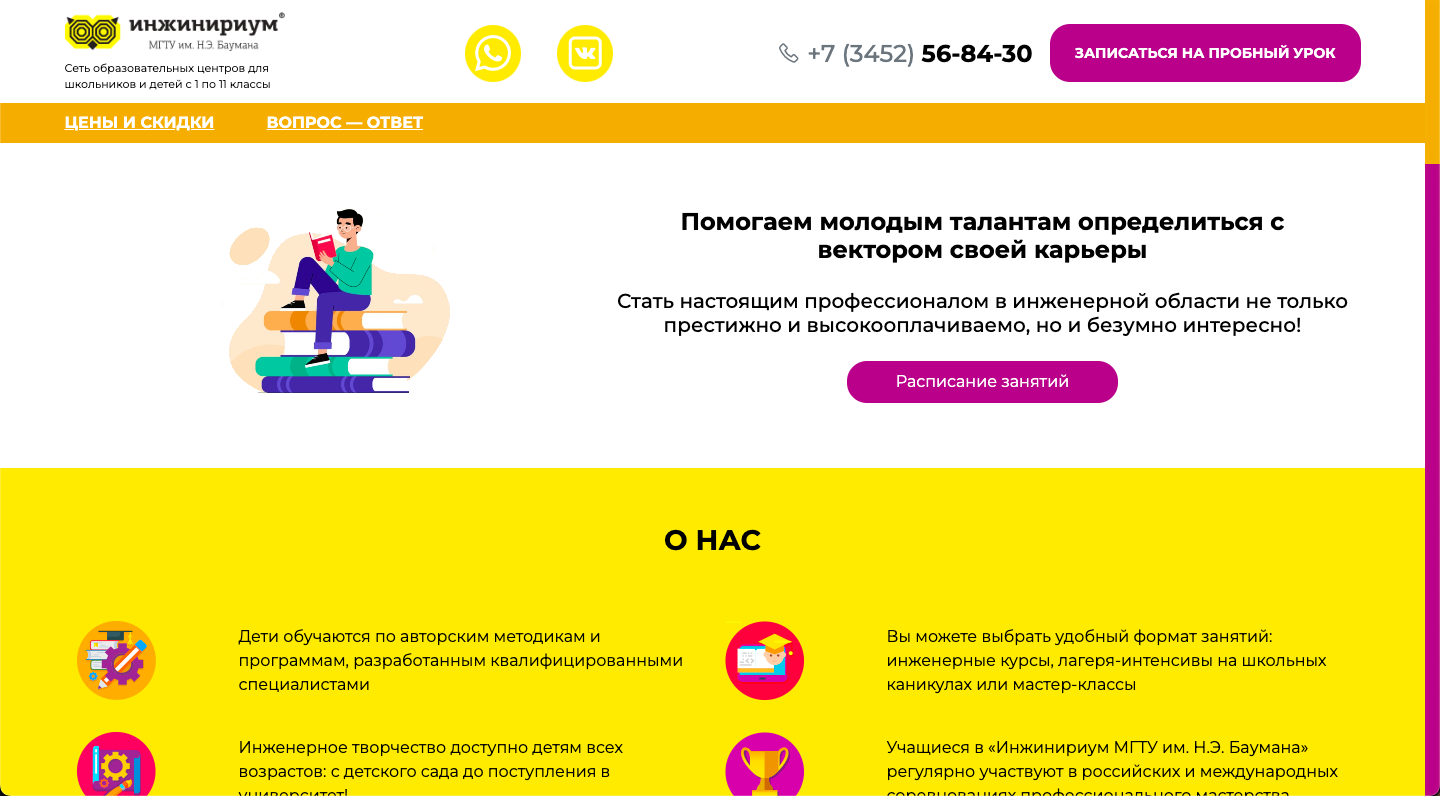 инжинириум®
МГТУ им. Н.Э. Баумана
Сеть образовательных центров для
школьников и детей с 1 по 11 классы
+7 (3452) 56-84-30
ЗАПИСАТЬСЯ НА ПРОБНЫЙ УРОК
ЦЕНЫ И СКИДКИ
ВОПРОС — ОТВЕТ
Помогаем молодым талантам определиться с
вектором своей карьеры
Стать настоящим профессионалом в инженерной области не только
престижно и высокооплачиваемо, но и безумно интересно!
Расписание занятий
О НАС
Дети обучаются по авторским методикам и
программам, разработанным квалифицированными
специалистами
Вы можете выбрать удобный формат занятий:
инженерные курсы, лагеря-интенсивы на школьных
каникулах или мастер-классы
Инженерное творчество доступно детям всех
возрастов: с детского сада до поступления в
университет!
Учащиеся в «Инжинириум МГТУ им. Н.Э. Баумана»
регулярно участвуют в российских и международных
соревнованиях профессионального мастерства